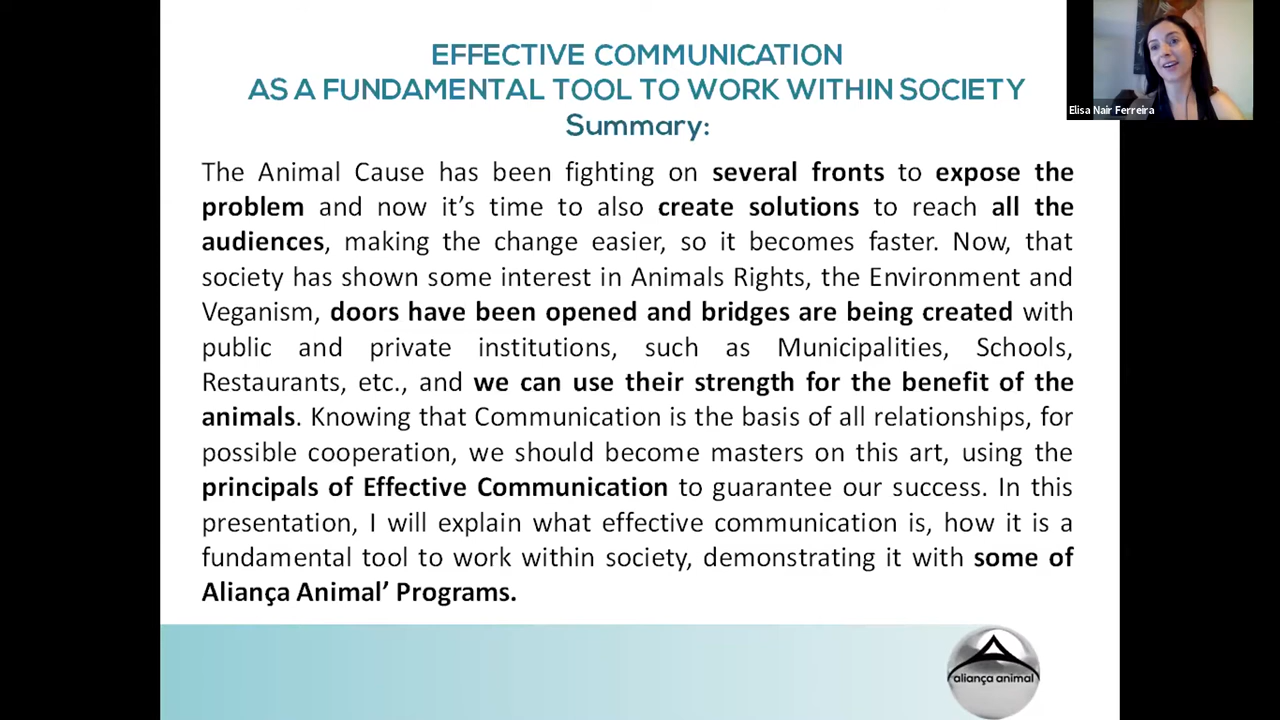 EFFECTIVE COMMUNICATION
AS A FUNDAMENTAL TOOL TO WORK WITHIN SOCIETY
Summary:
Elisa Nair Ferreira
The Animal Cause has been fighting on several fronts to expose the
problem and now it’s time to also create solutions to reach all the
audiences, making the change easier, so it becomes faster. Now, that
society has shown some interest in Animals Rights, the Environment and
Veganism, doors have been opened and bridges are being created with
public and private institutions, such as Municipalities, Schools,
Restaurants, etc., and we can use their strength for the benefit of the
animals. Knowing that Communication is the basis of all relationships, for
possible cooperation, we should become masters on this art, using the
principals of Effective Communication to guarantee our success. In this
presentation, I will explain what effective communication is, how it is a
fundamental tool to work within society, demonstrating it with some of
Aliança Animal’ Programs.
aliança animal